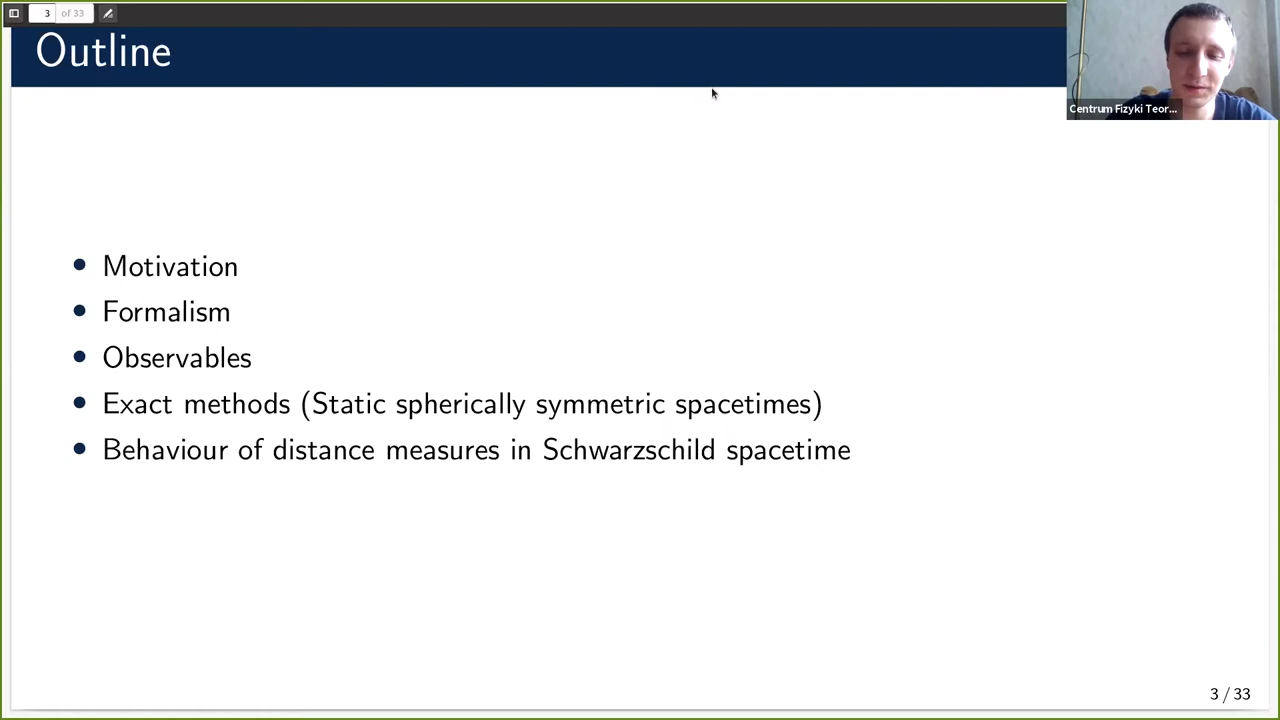 3 of 33
Outline
Centrum Fizyki Teor...
• Motivation
• Formalism
• Observables
• Exact methods (Static spherically symmetric spacetimes)
• Behaviour of distance measures in Schwarzschild spacetime
3 / 33